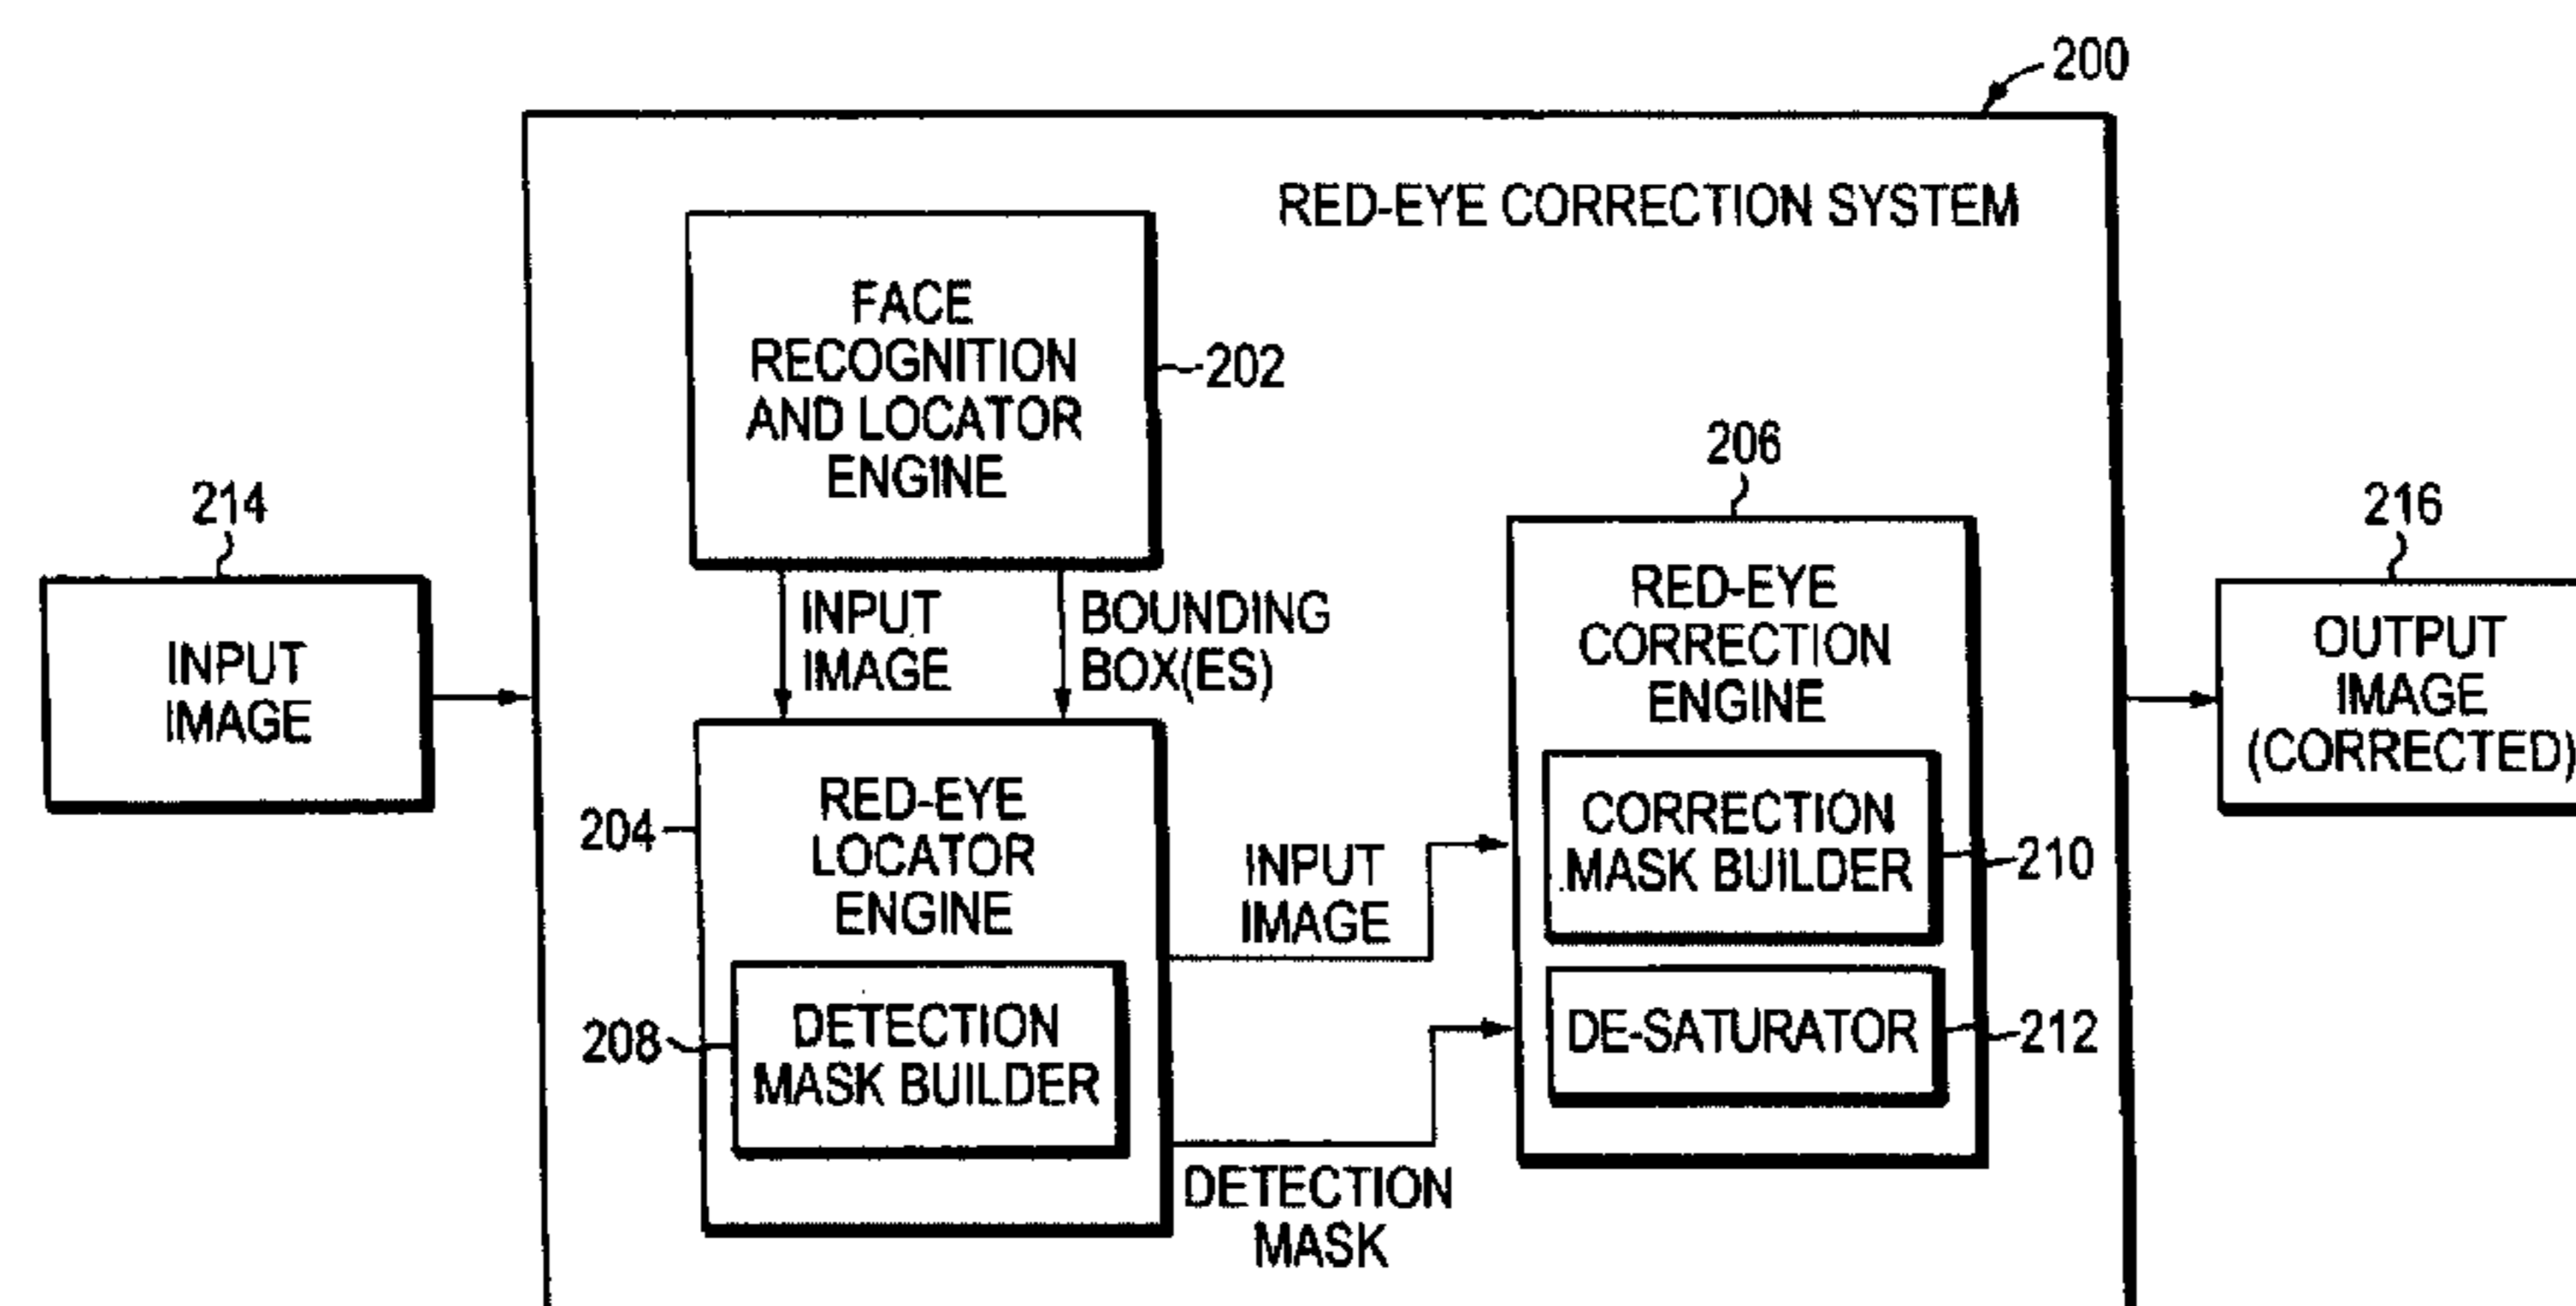 200
RED-EYE CORRECTION SYSTEM
FACE
RECOGNITION
AND LOCATOR
ENGINE
202
214
INPUT
IMAGE
INPUT
IMAGE
BOUNDING
BOX(ES)
204
RED-EYE
LOCATOR
ENGINE
208
DETECTION
MASK BUILDER
INPUT
IMAGE
DETECTION
MASK
206
RED-EYE
CORRECTION
ENGINE
CORRECTION
MASK BUILDER
210
DE-SATURATOR
212
216
OUTPUT
IMAGE
(CORRECTED)